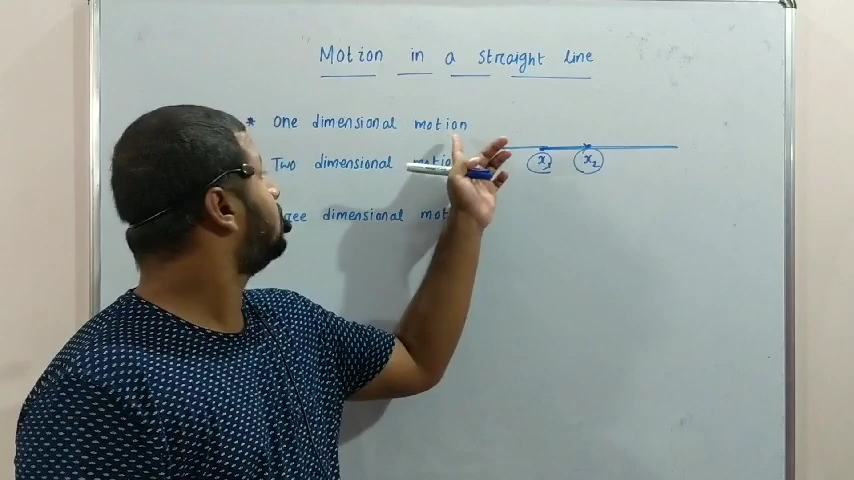 Motion in a straight line
* One dimensional motion
x₁ x₂
Two dimensional
dimensional